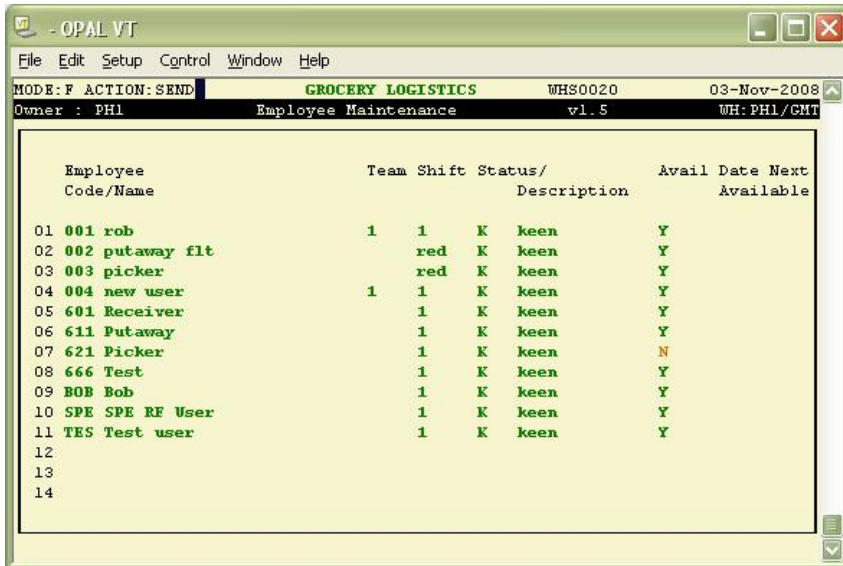 - OPAL VT
File Edit Setup Control Window Help
MODE:F ACTION:SEND GROCERY LOGISTICS WHS0020 03-Nov-2008
Owner : PH1 Employee Maintenance v1.5 WH:PH1/GMT
Employee Team Shift Status/ Avail Date Next
Code/Name Description Available
01 001 rob 1 1 K keen Y
02 002 putaway flt red K keen Y
03 003 picker red K keen Y
04 004 new user 1 1 K keen Y
05 601 Receiver 1 K keen Y
06 611 Putaway 1 K keen Y
07 621 Picker 1 K keen N
08 666 Test 1 K keen Y
09 BOB Bob 1 K keen Y
10 SPE SPE RF User 1 K keen Y
11 TES Test user 1 K keen Y
12
13
14